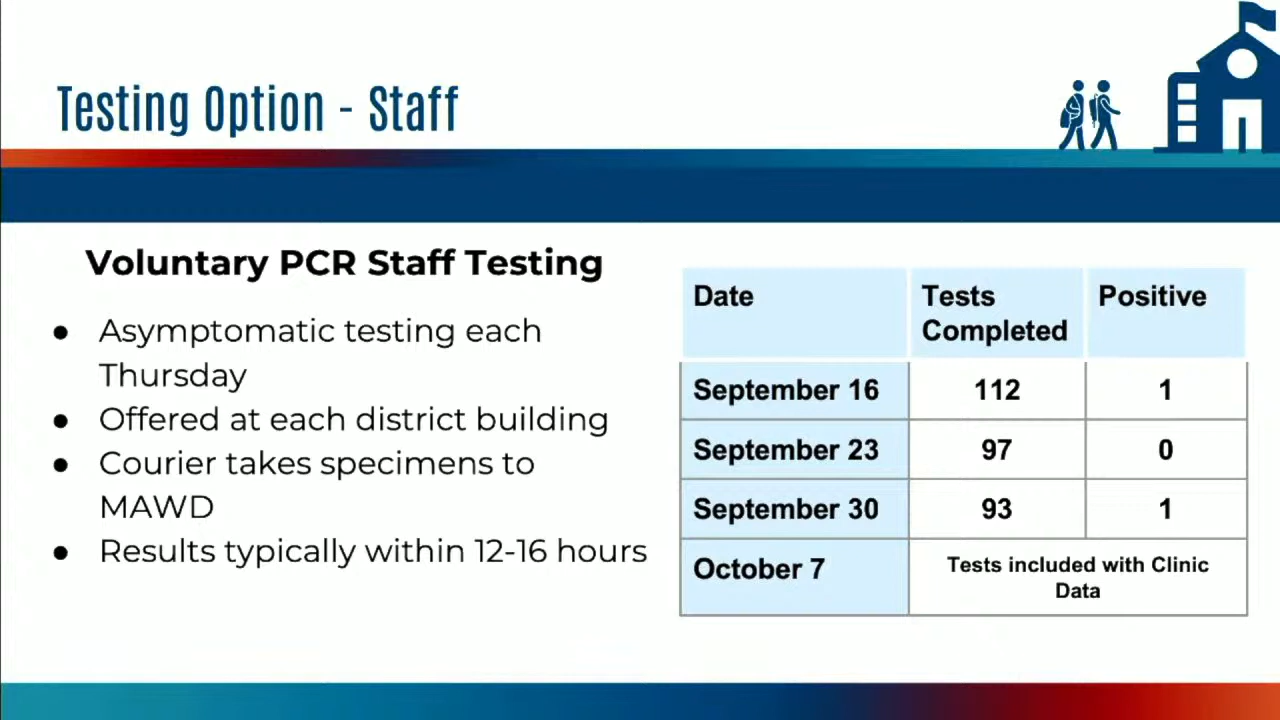 Testing Option - Staff
Voluntary PCR Staff Testing
● Asymptomatic testing each
Thursday
● Offered at each district building
● Courier takes specimens to
MAWD
● Results typically within 12-16 hours
Date Tests Completed Positive
September 16 112 1
September 23 97 0
September 30 93 1
October 7 Tests included with Clinic Data